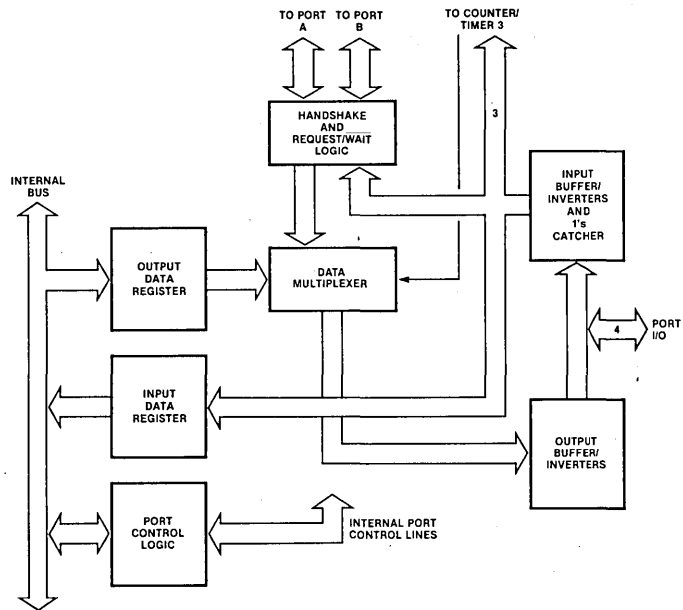 TO PORT
A
TO PORT
B
TO COUNTER/
TIMER 3
HANDSHAKE
AND
REQUEST/WAIT
LOGIC
3
INPUT
BUFFER/
INVERTERS
AND
1's
CATCHER
INTERNAL
BUS
OUTPUT
DATA
REGISTER
DATA
MULTIPLEXER
4
PORT
I/O
INPUT
DATA
REGISTER
OUTPUT
BUFFER/
INVERTERS
PORT
CONTROL
LOGIC
INTERNAL PORT
CONTROL LINES